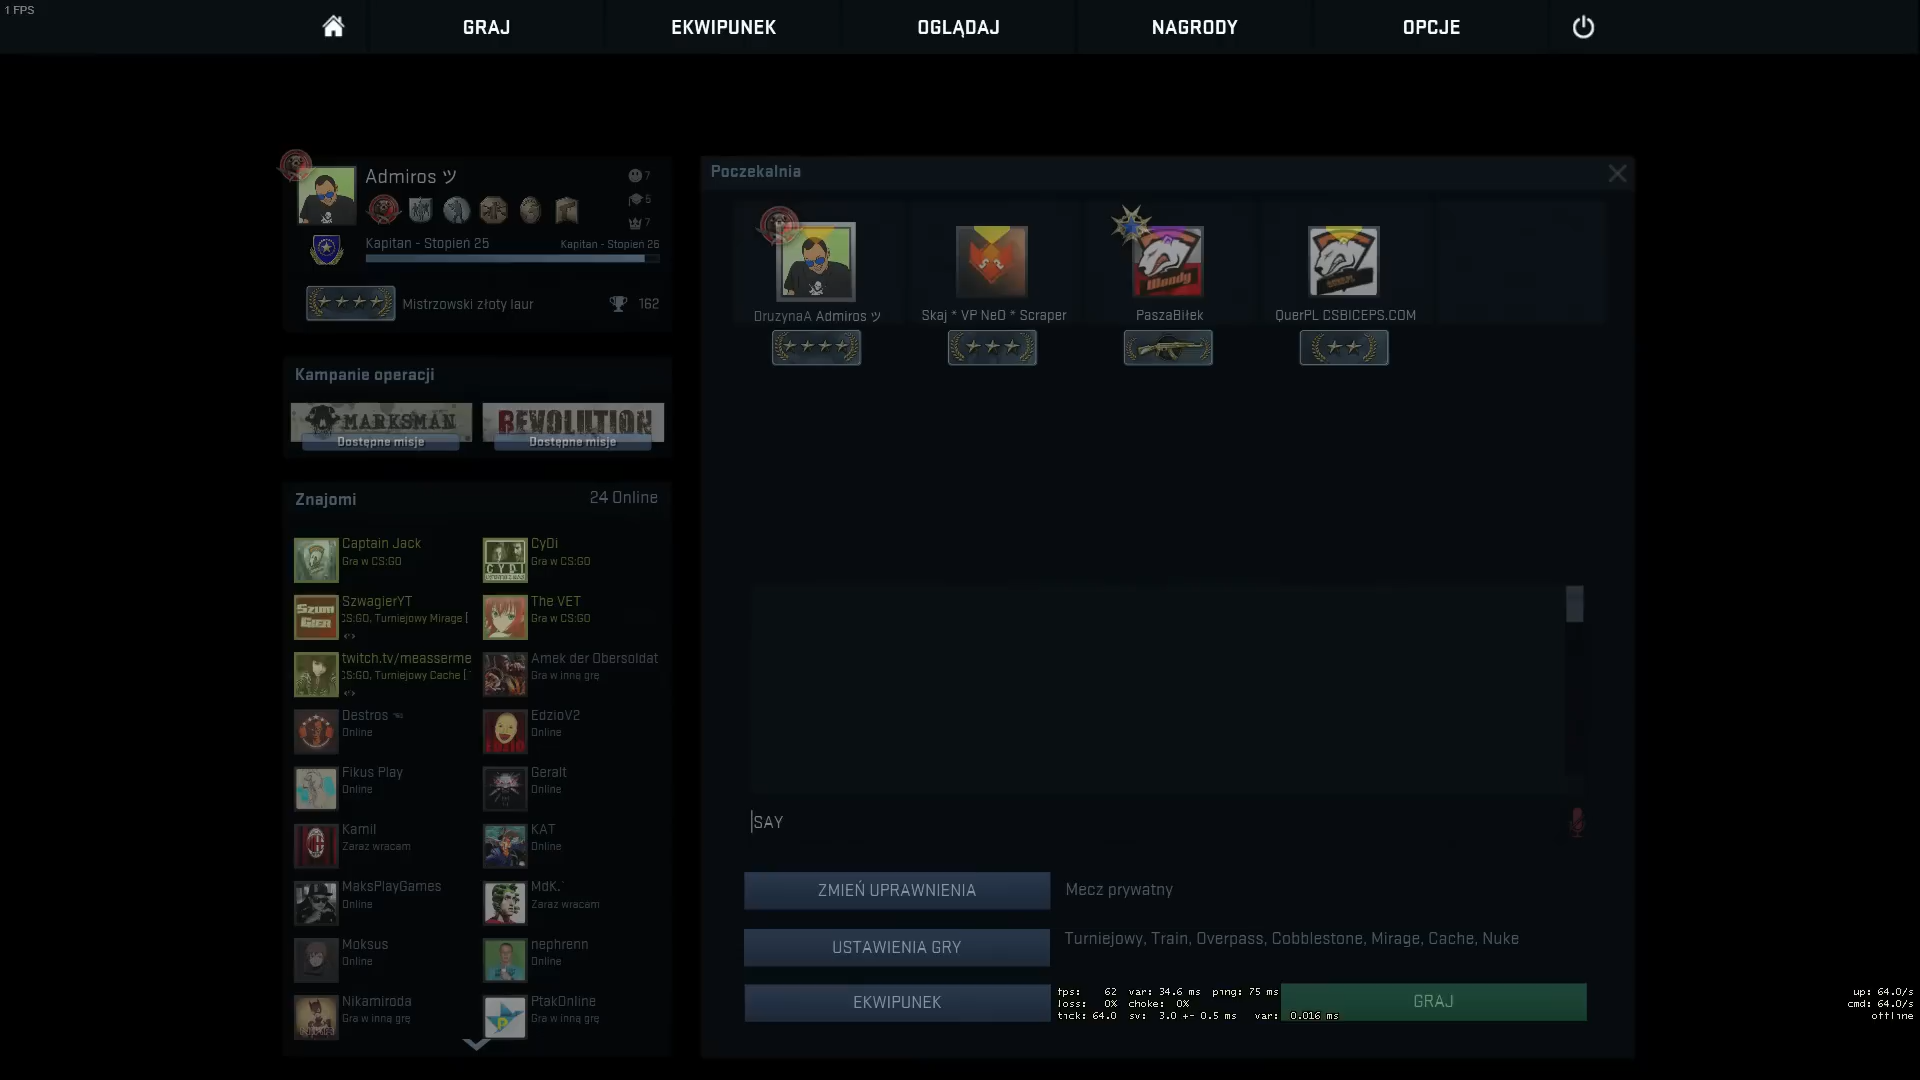 1 FPS
GRAJ
EKWIPUNEK
OGLĄDAJ
NAGRODY
OPCJE
Admiros ツ
7
6
7
Kapitan - Stopień 25
Kapitan - Stopień 26
Mistrzowski złoty laur
162
Kampanie operacji
MARKSMAN
Dostępne misje
REVOLUTION
Dostępne misje
Znajomi
24 Online
Captain Jack
Gra w CS:GO
CyDi
Gra w CS:GO
SzwagierYT
CS:GO, Turniejowy Mirage [
The VET
Gra w CS:GO
twitch.tv/measserme
CS:GO, Turniejowy Cache [
Amek der Obersoldat
Gra w inną grę
Destros
Online
EdzioV2
Online
Fikus Play
Online
Geralt
Online
Kamil
Zaraz wracam
KAT
Online
MaksPlayGames
Online
MdK.
Zaraz wracam
Moksus
Online
nephrenn
Online
Nikamiroda
Gra w inną grę
PtakOnline
Gra w inną grę
Poczekalnia
DruzynaA Admiros ツ
Skaj * VP NeO * Scraper
Woody
PaszaBiłek
QuerPL CSBICEPS.COM
SAY
ZMIEŃ UPRAWNIENIA
Mecz prywatny
USTAWIENIA GRY
Turniejowy, Train, Overpass, Cobblestone, Mirage, Cache, Nuke
EKWIPUNEK
GRAJ
fps: 62 var: 34.6 ms ping: 75 ms
loss: 0% choke: 0%
tick: 64.0 sv: 3.0 +- 0.5 ms var: 0.016 ms
up: 64.0/s
cmd: 64.0/s
offline